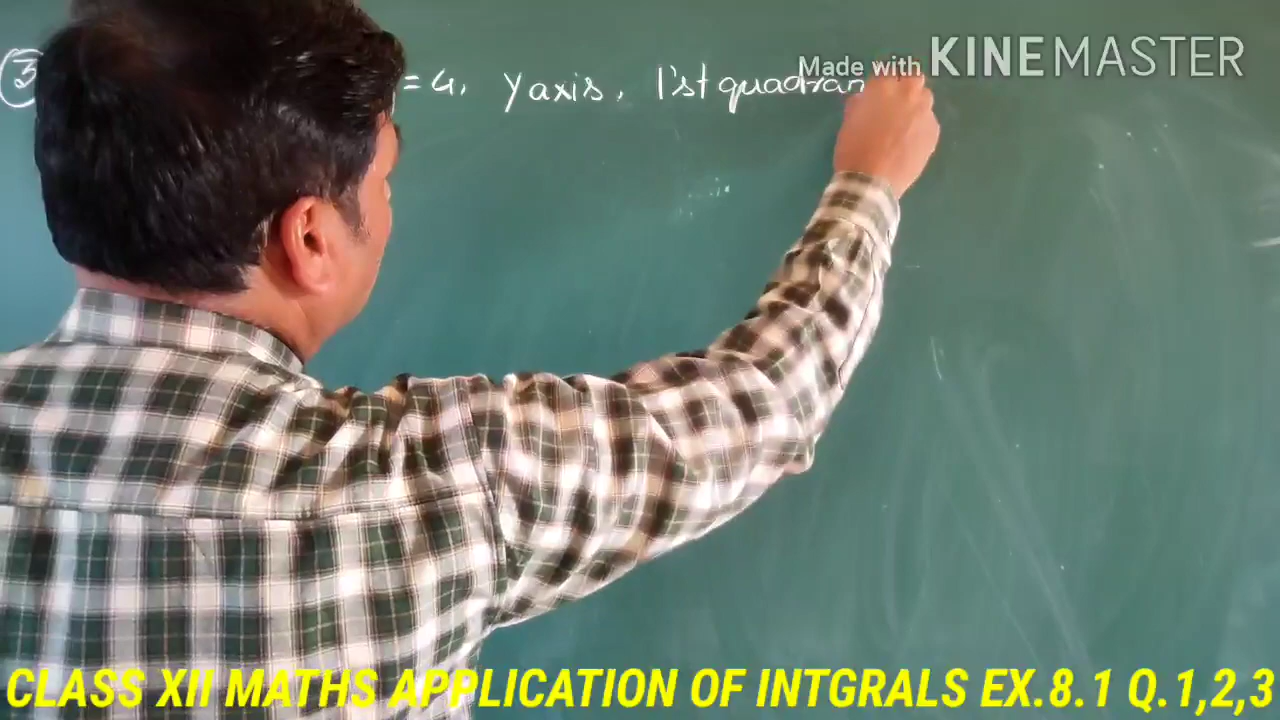 Made with KINEMASTER
③ = 4, y axis, I'st quadran
CLASS XII MATHS APPLICATION OF INTGRALS EX.8.1 Q.1,2,3